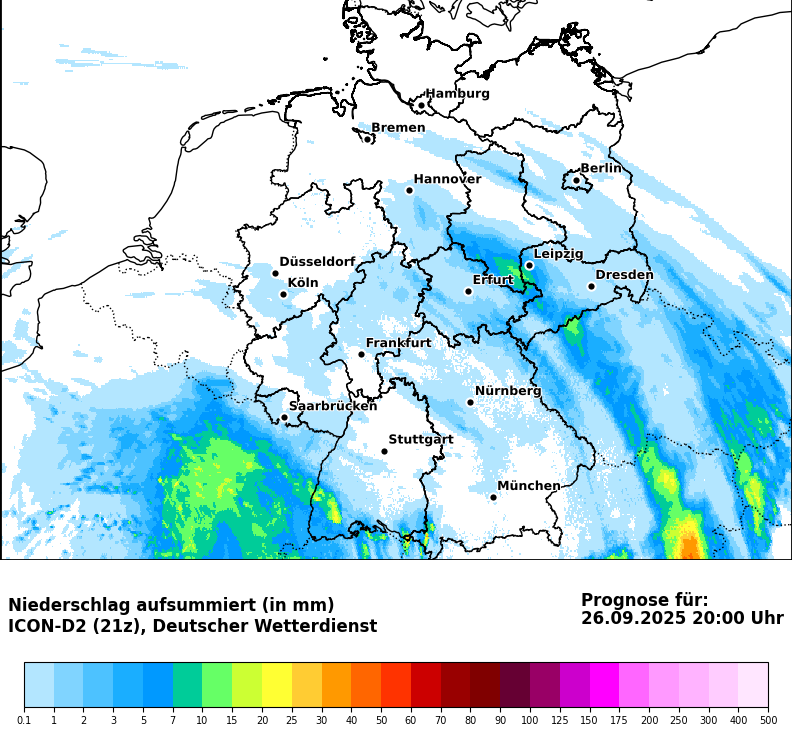 Hamburg
Bremen
Berlin
Hannover
Leipzig
Düsseldorf
Dresden
Erfurt
Köln
Frankfurt
Nürnberg
Saarbrücken
Stuttgart
München
Niederschlag aufsummiert (in mm)
ICON-D2 (21z), Deutscher Wetterdienst
Prognose für:
26.09.2025 20:00 Uhr
0.1 1 2 3 5 7 10 15 20 25 30 40 50 60 70 80 90 100 125 150 175 200 250 300 400 500